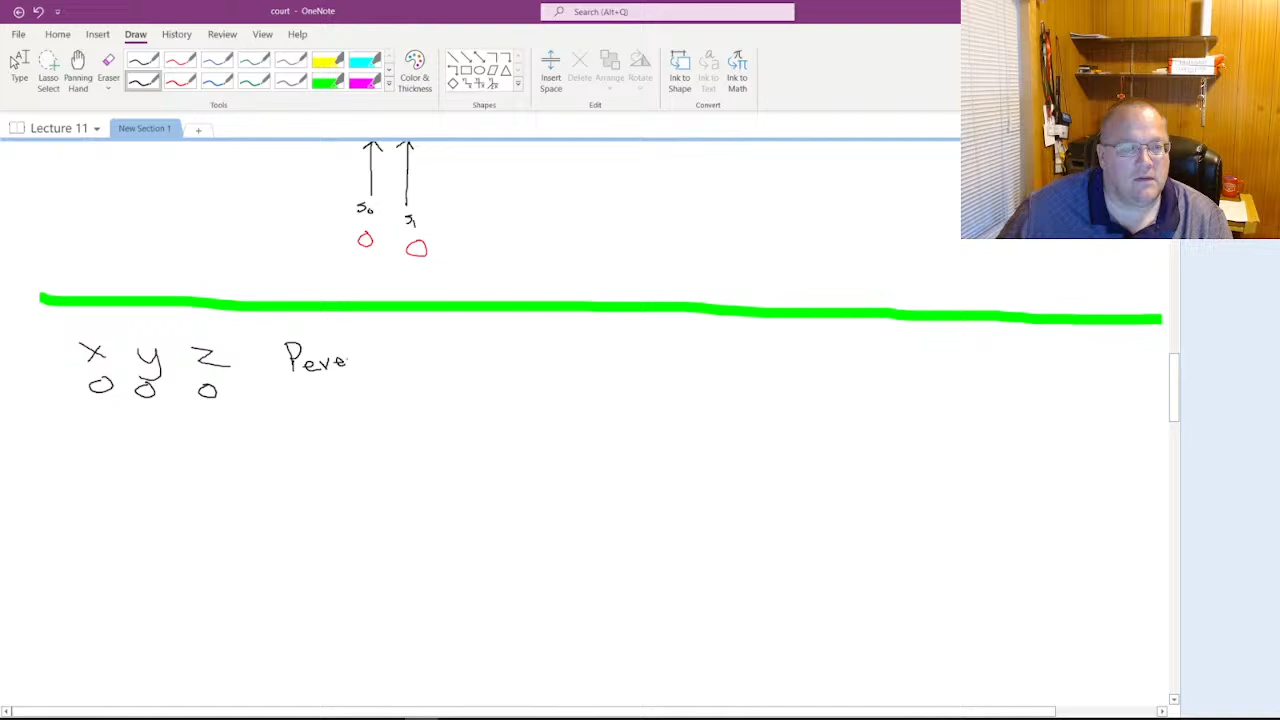 court - OneNote
Search (Alt+Q)
File Home Insert Draw History Review View Help
Type Lasso Select Panning Hand Eraser Color & Thickness Insert Space Delete Arrange Rotate Ink to Shape Ink to Text Ink to Math
Tools Shapes Edit Convert
Lecture 11 New Section 1 +
S0 S1
0 0
x y z Peve
0 0 0